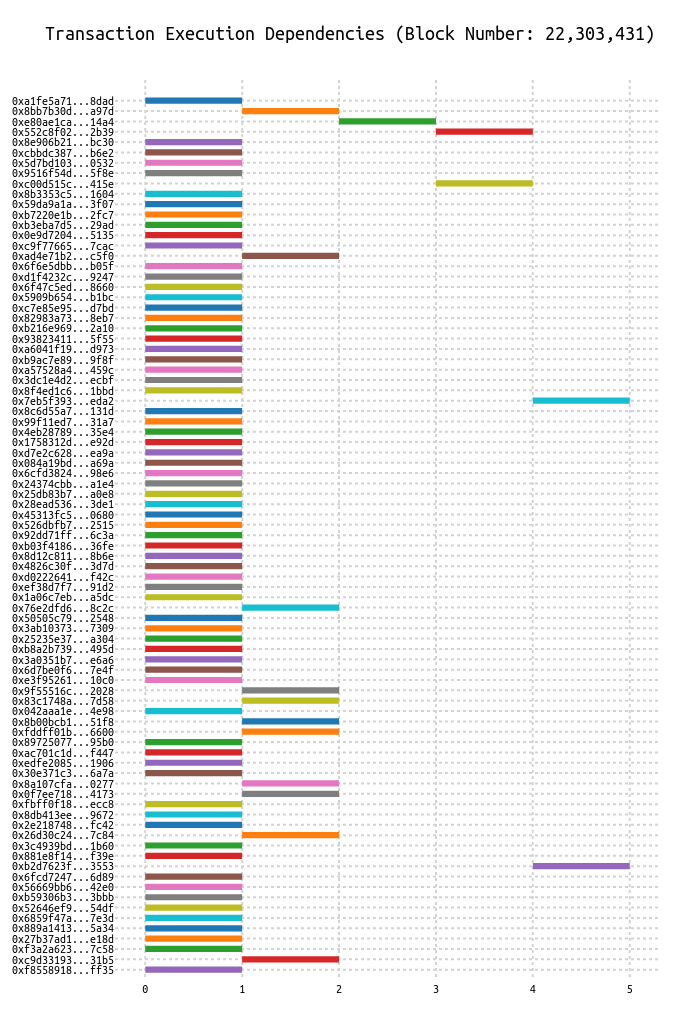 Transaction Execution Dependencies (Block Number: 22,303,431)
0xa1fe5a71...8dad
0x8bb7b30d...a97d
0xe80ae1ca...14a4
0x552c8f02...2b39
0x8e906b21...bc30
0xcbbdc387...b6e2
0x5d7bd103...0532
0x9516f54d...5f8e
0xc00d515c...415e
0x8b3353c5...1604
0x59da9a1a...3f07
0xb7220e1b...2fc7
0xb3eba7d5...29ad
0x0e9d7204...5135
0xc9f77665...7cac
0xad4e71b2...c5f0
0x6f6e5dbb...b05f
0xd1f4232c...9247
0x6f47c5ed...8660
0x5909b654...b1bc
0xc7e85e95...d7bd
0x82983a73...8eb7
0xb216e969...2a10
0x93823411...5f55
0xa6041f19...d973
0xb9ac7e89...9f8f
0xa57528a4...459c
0x3dc1e4d2...ecbf
0x8f4ed1c6...1bbd
0x7eb5f393...eda2
0x8c6d55a7...131d
0x99f11ed7...31a7
0x4eb28789...35e4
0x1758312d...e92d
0xd7e2c628...ea9a
0x084a19bd...a69a
0x6cfd3824...98e6
0x24374cbb...a1e4
0x25db83b7...a0e8
0x28ead536...3de1
0x45313fc5...0680
0x526dbfb7...2515
0x92dd71ff...6c3a
0xb03f4186...36fe
0x8d12c811...8b6e
0x4826c30f...3d7d
0xd0222641...f42c
0xef38d7f7...91d2
0x1a06c7eb...a5dc
0x76e2dfd6...8c2c
0x50505c79...2548
0x3ab10373...7309
0x25235e37...a304
0xb8a2b739...495d
0x3a0351b7...e6a6
0x6d7be0f6...7e4f
0xe3f95261...10c0
0x9f55516c...2028
0x83c1748a...7d58
0x042aaa1e...4e98
0x8b00bcb1...51f8
0xfddff01b...6600
0x89725077...95b0
0xac701c1d...f447
0xedfe2085...1906
0x30e371c3...6a7a
0x8a107cfa...0277
0x0f7ee718...4173
0xfbff0f18...ecc8
0x8db413ee...9672
0x2e218748...fc42
0x26d30c24...7c84
0x3c4939bd...1b60
0x881e8f14...f39e
0xb2d7623f...3553
0x6fcd7247...6d89
0x56669bb6...42e0
0xb59306b3...3bbb
0x52646ef9...54df
0x6859f47a...7e3d
0x889a1413...5a34
0x27b37ad1...e18d
0xf3a2a623...7c58
0xc9d33193...31b5
0xf8558918...ff35
0 1 2 3 4 5